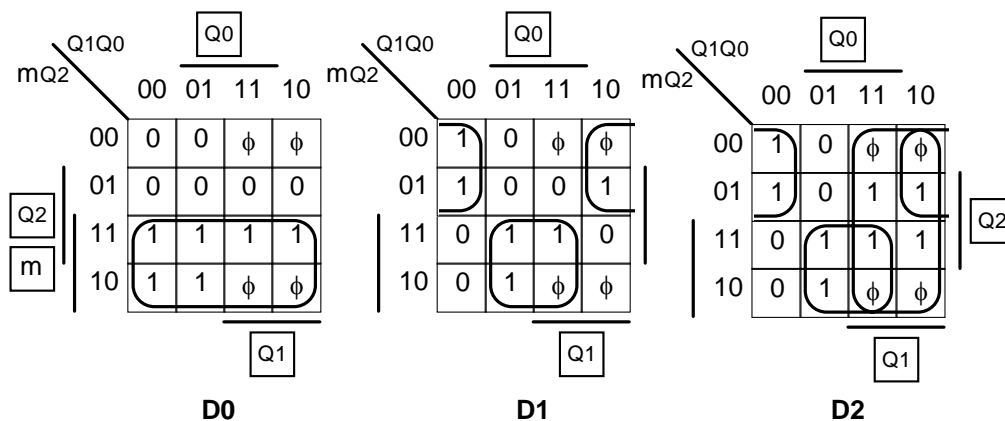 Q0 Q0 Q0
Q1Q0 Q1Q0 Q1Q0
mQ2 mQ2 mQ2
00 01 11 10 00 01 11 10 00 01 11 10
00 0 0 ϕ ϕ 00 1 0 ϕ ϕ 00 1 0 ϕ ϕ
01 0 0 0 0 01 1 0 0 1 01 1 0 1 1
Q2 Q2
11 1 1 1 1 11 0 1 1 0 11 0 1 1 1
m
10 1 1 ϕ ϕ 10 0 1 ϕ ϕ 10 0 1 ϕ ϕ
Q1 Q1 Q1
D0 D1 D2